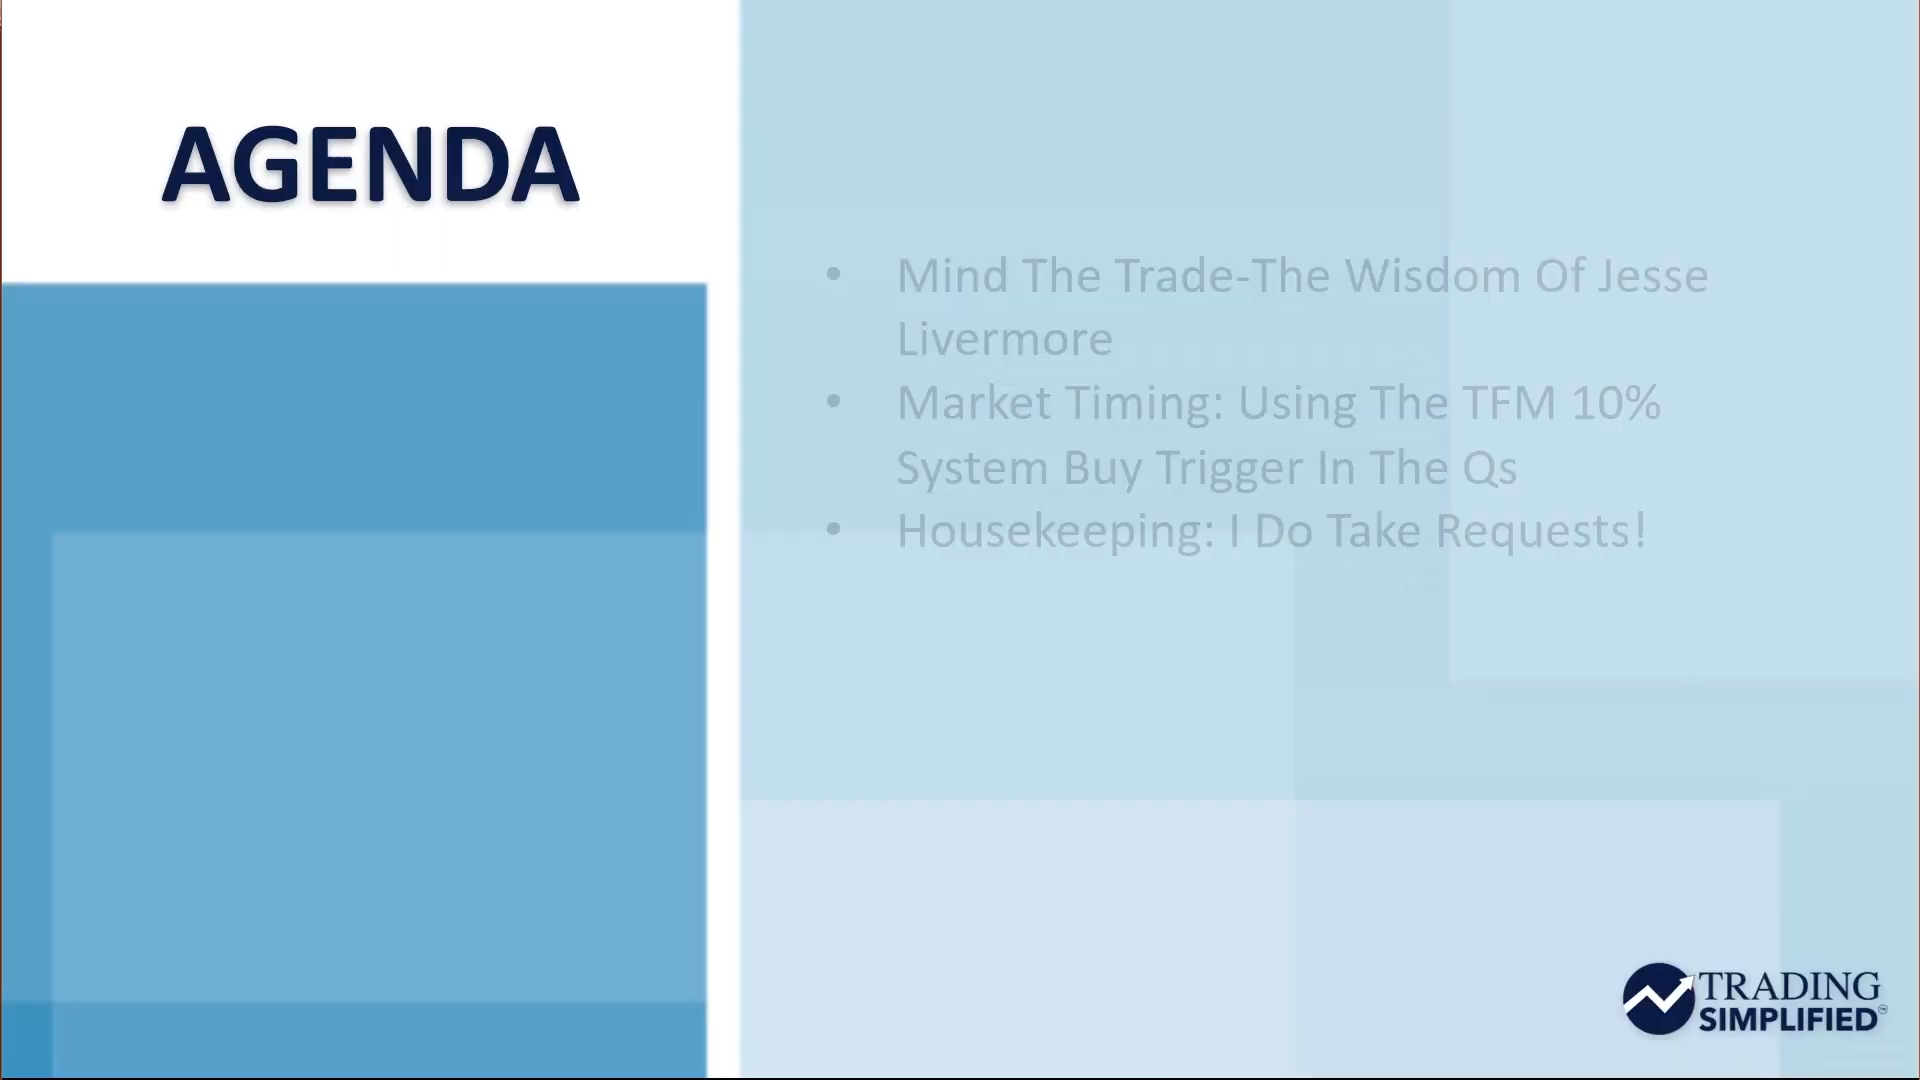 AGENDA
• Mind The Trade-The Wisdom Of Jesse
Livermore
• Market Timing: Using The TFM 10%
System Buy Trigger In The Qs
• Housekeeping: I Do Take Requests!
TRADING
SIMPLIFIED™